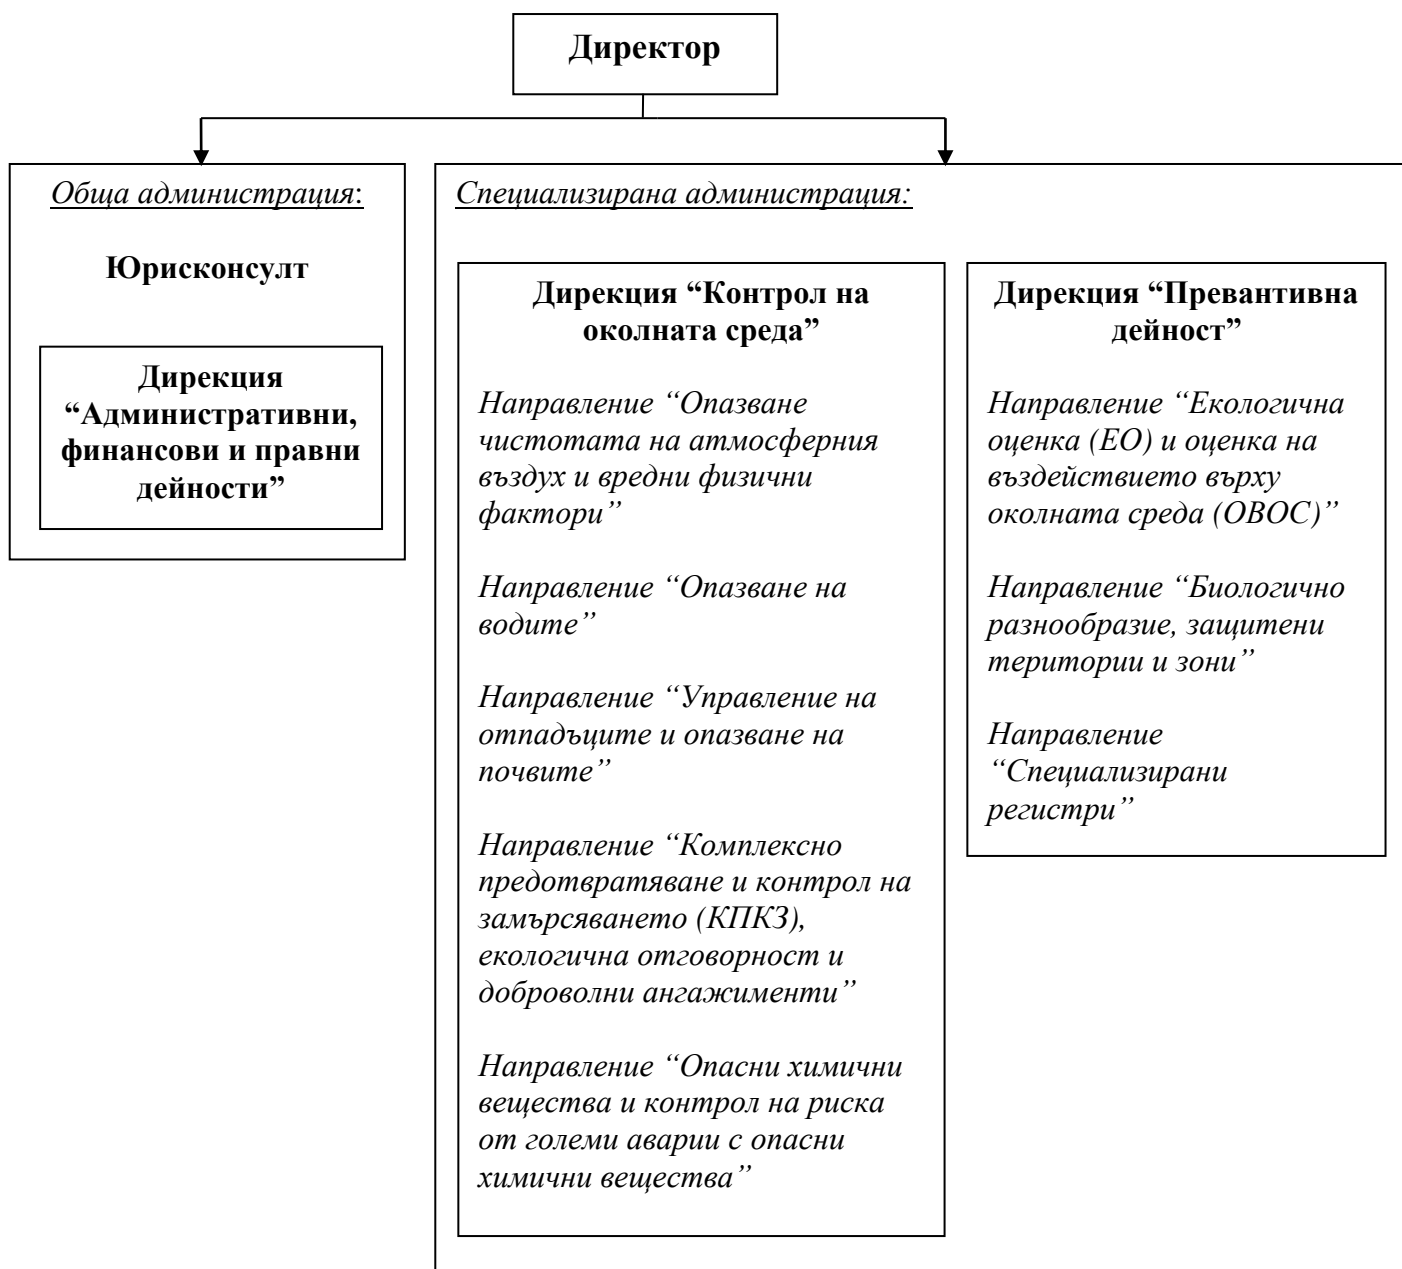 Директор
Обща администрация:
Юрисконсулт
Дирекция
“Административни,
финансови и правни
дейности”
Специализирана администрация:
Дирекция “Контрол на
околната среда”
Направление “Опазване
чистотата на атмосферния
въздух и вредни физични
фактори”
Направление “Опазване на
водите”
Направление “Управление на
отпадъците и опазване на
почвите”
Направление “Комплексно
предотвратяване и контрол на
замърсяването (КПКЗ),
екологична отговорност и
доброволни ангажименти”
Направление “Опасни химични
вещества и контрол на риска
от големи аварии с опасни
химични вещества”
Дирекция “Превантивна
дейност”
Направление “Екологична
оценка (ЕО) и оценка на
въздействието върху
околната среда (ОВОС)”
Направление “Биологично
разнообразие, защитени
територии и зони”
Направление
“Специализирани
регистри”